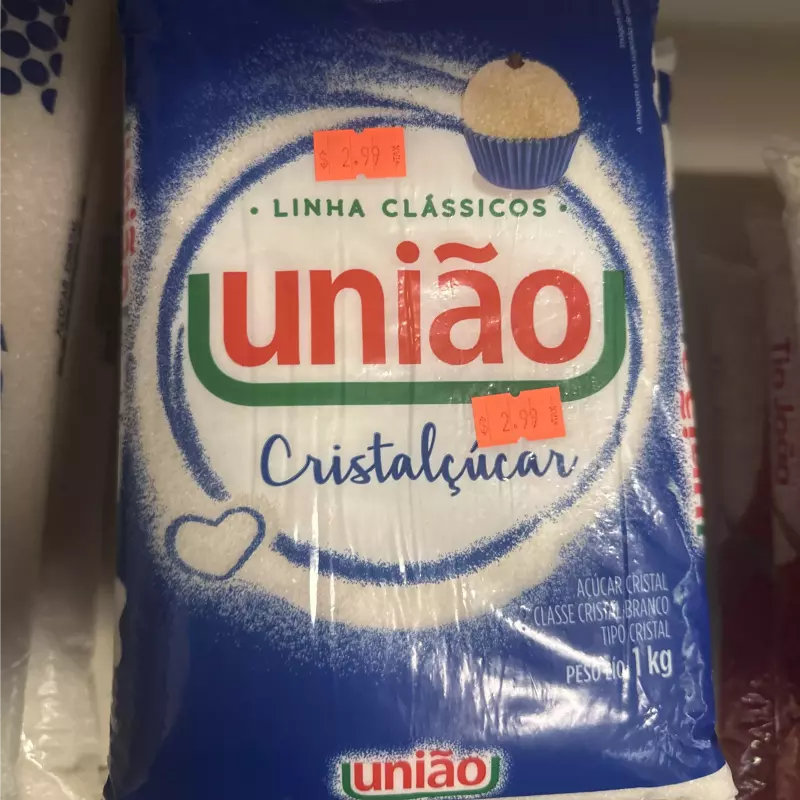 $ 2.99
• LINHA CLÁSSICOS •
união
$ 2.99
Cristalçúcar
AÇÚCAR CRISTAL
CLASSE CRISTAL BRANCO
TIPO CRISTAL
1 kg
união